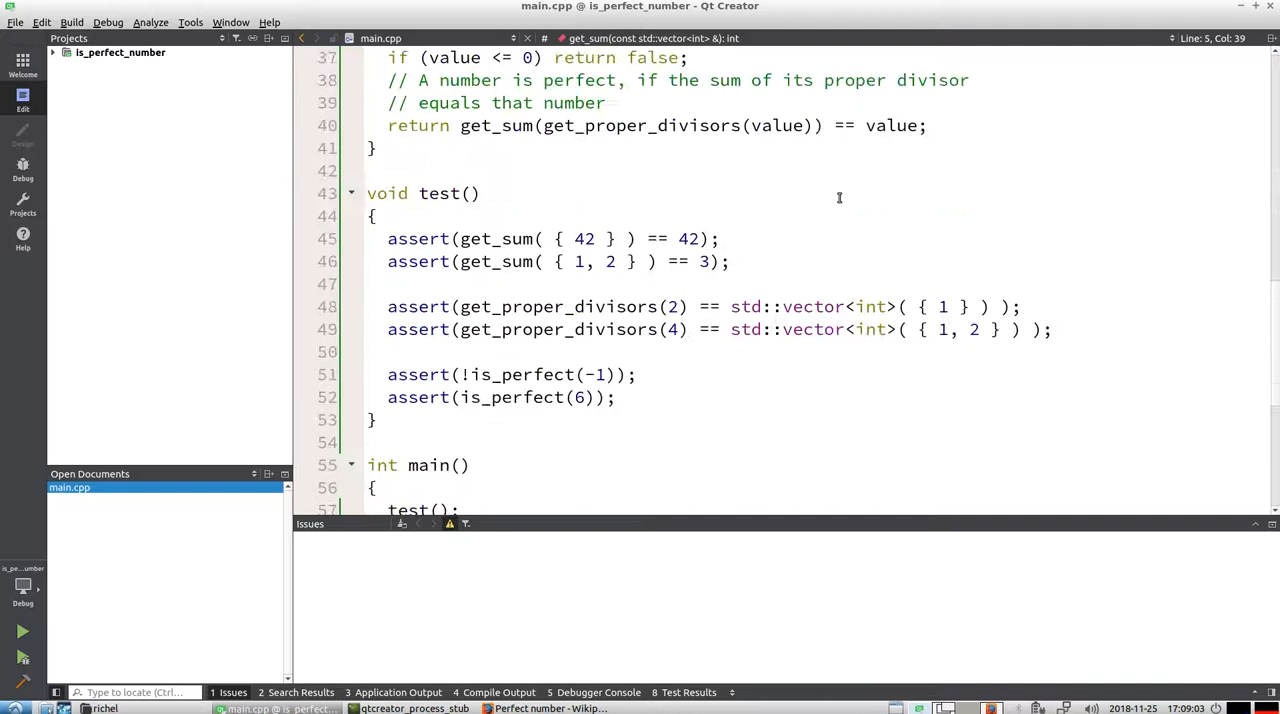 main.cpp @ is_perfect_number - Qt Creator
File Edit Build Debug Analyze Tools Window Help
Projects main.cpp # get_sum(const std::vector<int> &): int Line: 5, Col: 39
is_perfect_number
Welcome
Edit
Design
Debug
Projects
Help
37 if (value <= 0) return false;
38 // A number is perfect, if the sum of its proper divisor
39 // equals that number
40 return get_sum(get_proper_divisors(value)) == value;
41 }
42
43 void test()
44 {
45 assert(get_sum( { 42 } ) == 42);
46 assert(get_sum( { 1, 2 } ) == 3);
47
48 assert(get_proper_divisors(2) == std::vector<int>( { 1 } ) );
49 assert(get_proper_divisors(4) == std::vector<int>( { 1, 2 } ) );
50
51 assert(!is_perfect(-1));
52 assert(is_perfect(6));
53 }
54
55 int main()
56 {
57 test();
Open Documents
main.cpp
Issues
is_pe...umber
Debug
Type to locate (Ctrl... 1 Issues 2 Search Results 3 Application Output 4 Compile Output 5 Debugger Console 8 Test Results
richel main.cpp @ is_perfect... qtcreator_process_stub Perfect number - Wikip... 2018-11-25 17:09:03